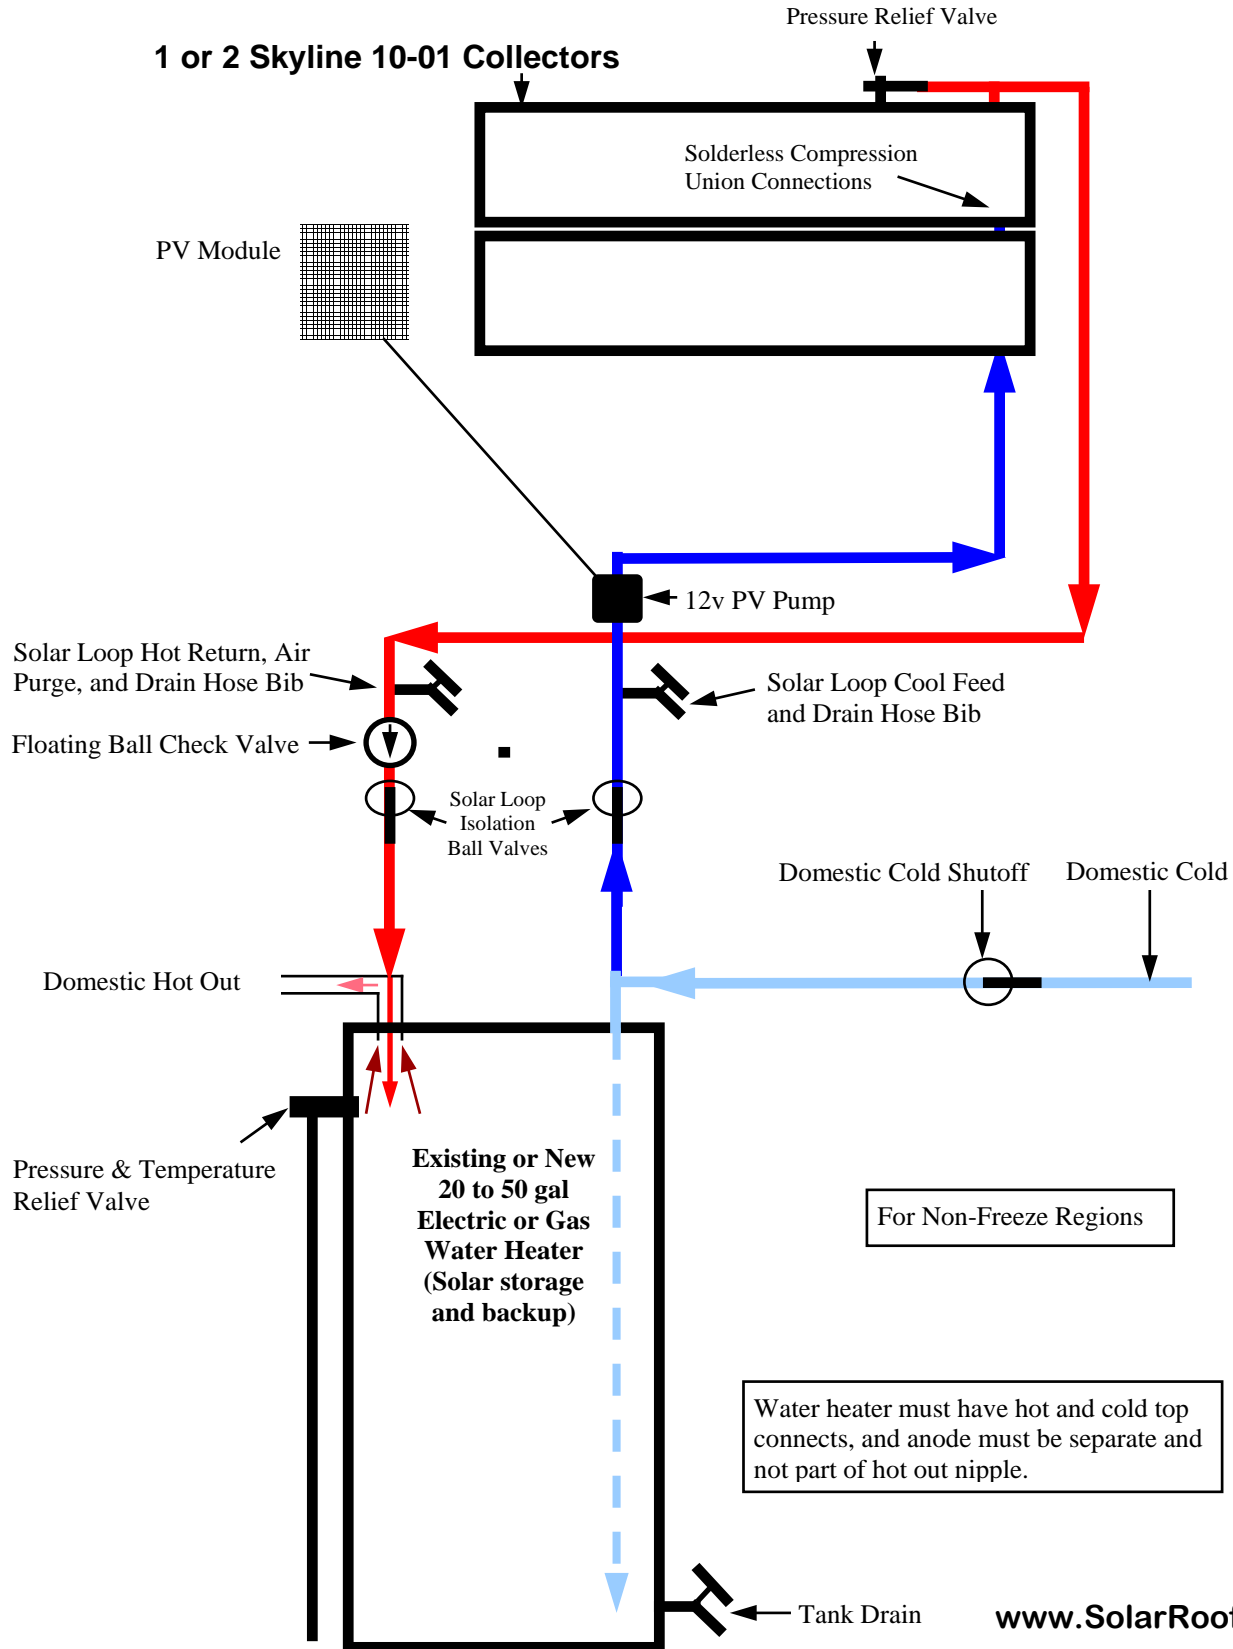 Pressure Relief Valve
1 or 2 Skyline 10-01 Collectors
Solderless Compression
Union Connections
PV Module
12v PV Pump
Solar Loop Hot Return, Air
Purge, and Drain Hose Bib
Solar Loop Cool Feed
and Drain Hose Bib
Floating Ball Check Valve
Solar Loop
Isolation
Ball Valves
Domestic Cold Shutoff
Domestic Cold
Domestic Hot Out
Pressure & Temperature
Relief Valve
Existing or New
20 to 50 gal
Electric or Gas
Water Heater
(Solar storage
and backup)
For Non-Freeze Regions
Water heater must have hot and cold top
connects, and anode must be separate and
not part of hot out nipple.
Tank Drain
www.SolarRoof